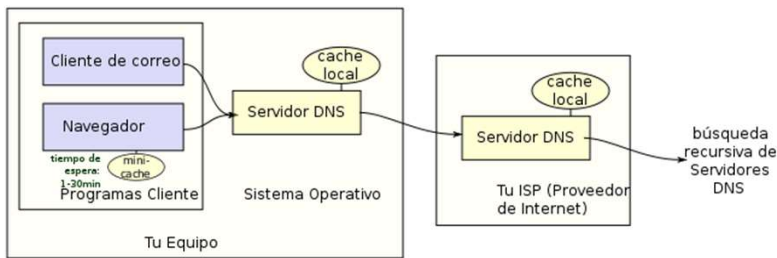 Cliente de correo
Navegador
tiempo de
espera:
1-30min
mini-
cache
Programas Cliente
cache
local
Servidor DNS
Sistema Operativo
Tu Equipo
cache
local
Servidor DNS
Tu ISP (Proveedor
de Internet)
búsqueda
recursiva de
Servidores
DNS